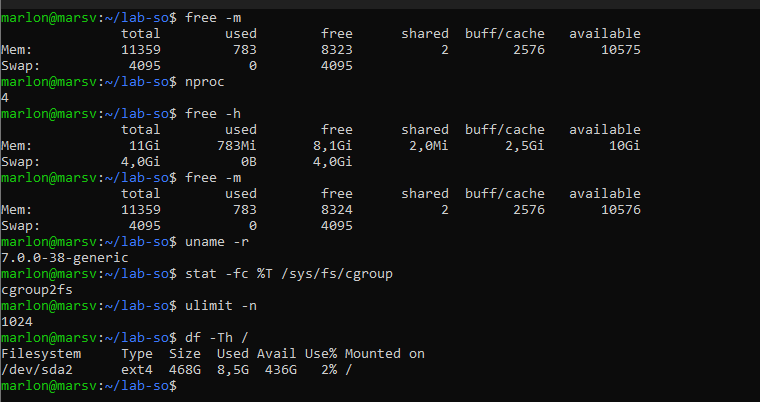 marlon@marsv:~/lab-so$ free -m
               total        used        free      shared  buff/cache   available
Mem:           11359         783        8323           2        2576       10575
Swap:           4095           0        4095
marlon@marsv:~/lab-so$ nproc
4
marlon@marsv:~/lab-so$ free -h
               total        used        free      shared  buff/cache   available
Mem:            11Gi       783Mi       8,1Gi       2,0Mi       2,5Gi        10Gi
Swap:          4,0Gi          0B       4,0Gi
marlon@marsv:~/lab-so$ free -m
               total        used        free      shared  buff/cache   available
Mem:           11359         783        8324           2        2576       10576
Swap:           4095           0        4095
marlon@marsv:~/lab-so$ uname -r
7.0.0-38-generic
marlon@marsv:~/lab-so$ stat -fc %T /sys/fs/cgroup
cgroup2fs
marlon@marsv:~/lab-so$ ulimit -n
1024
marlon@marsv:~/lab-so$ df -Th /
Filesystem     Type  Size  Used Avail Use% Mounted on
/dev/sda2      ext4  468G  8,5G  436G   2% /
marlon@marsv:~/lab-so$